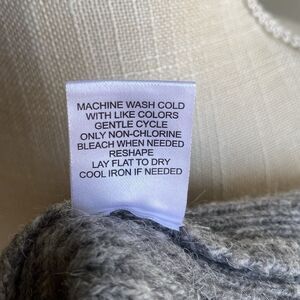 MACHINE WASH COLD
WITH LIKE COLORS
GENTLE CYCLE
ONLY NON-CHLORINE
BLEACH WHEN NEEDED
RESHAPE
LAY FLAT TO DRY
COOL IRON IF NEEDED